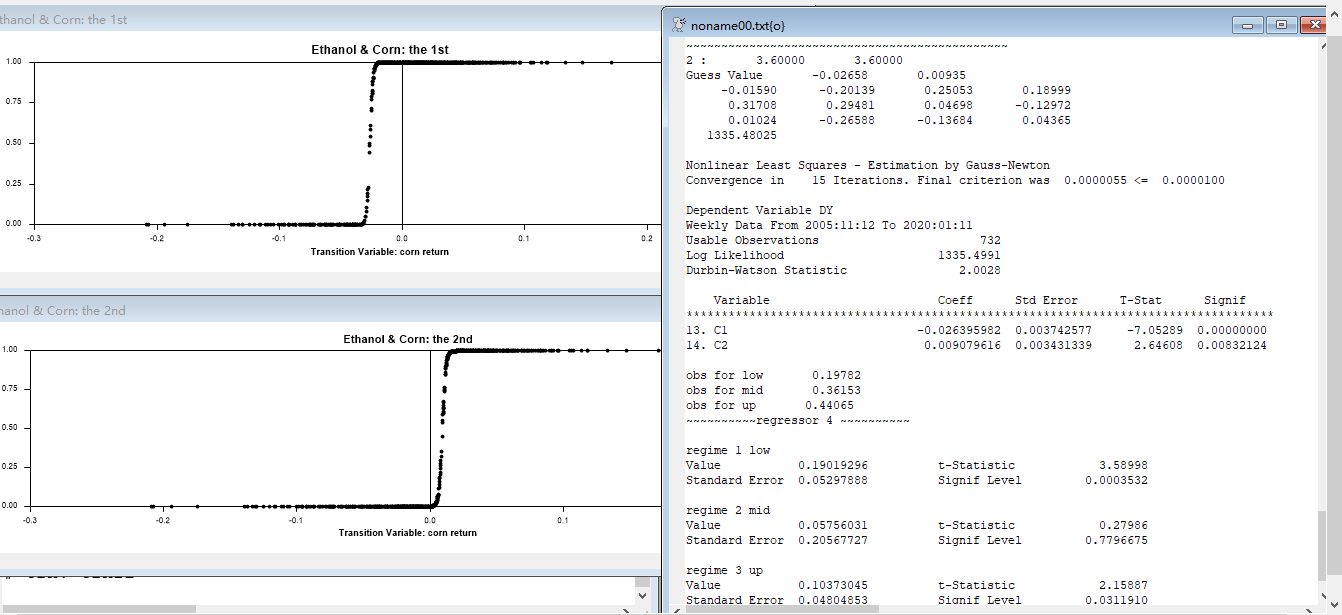 thanol & Corn: the 1st
Ethanol & Corn: the 1st
1.00
0.75
0.50
0.25
0.00
-0.3 -0.2 -0.1 0.0 0.1 0.2
Transition Variable: corn return
hanol & Corn: the 2nd
Ethanol & Corn: the 2nd
1.00
0.75
0.50
0.25
0.00
-0.3 -0.2 -0.1 0.0 0.1
Transition Variable: corn return
noname00.txt{o}
~~~~~~~~~~~~~~~~~~~~~~~~~~~~~~~~~~~~~~~~~~~~~~
2 : 3.60000 3.60000
Guess Value -0.02658 0.00935
-0.01590 -0.20139 0.25053 0.18999
0.31708 0.29481 0.04698 -0.12972
0.01024 -0.26588 -0.13684 0.04365
1335.48025
Nonlinear Least Squares - Estimation by Gauss-Newton
Convergence in 15 Iterations. Final criterion was 0.0000055 <= 0.0000100
Dependent Variable DY
Weekly Data From 2005:11:12 To 2020:01:11
Usable Observations 732
Log Likelihood 1335.4991
Durbin-Watson Statistic 2.0028
Variable Coeff Std Error T-Stat Signif
************************************************************************************
13. C1 -0.026395982 0.003742577 -7.05289 0.00000000
14. C2 0.009079616 0.003431339 2.64608 0.00832124
obs for low 0.19782
obs for mid 0.36153
obs for up 0.44065
~~~~~~~~~~regressor 4 ~~~~~~~~~~
regime 1 low
Value 0.19019296 t-Statistic 3.58998
Standard Error 0.05297888 Signif Level 0.0003532
regime 2 mid
Value 0.05756031 t-Statistic 0.27986
Standard Error 0.20567727 Signif Level 0.7796675
regime 3 up
Value 0.10373045 t-Statistic 2.15887
Standard Error 0.04804853 Signif Level 0.0311910